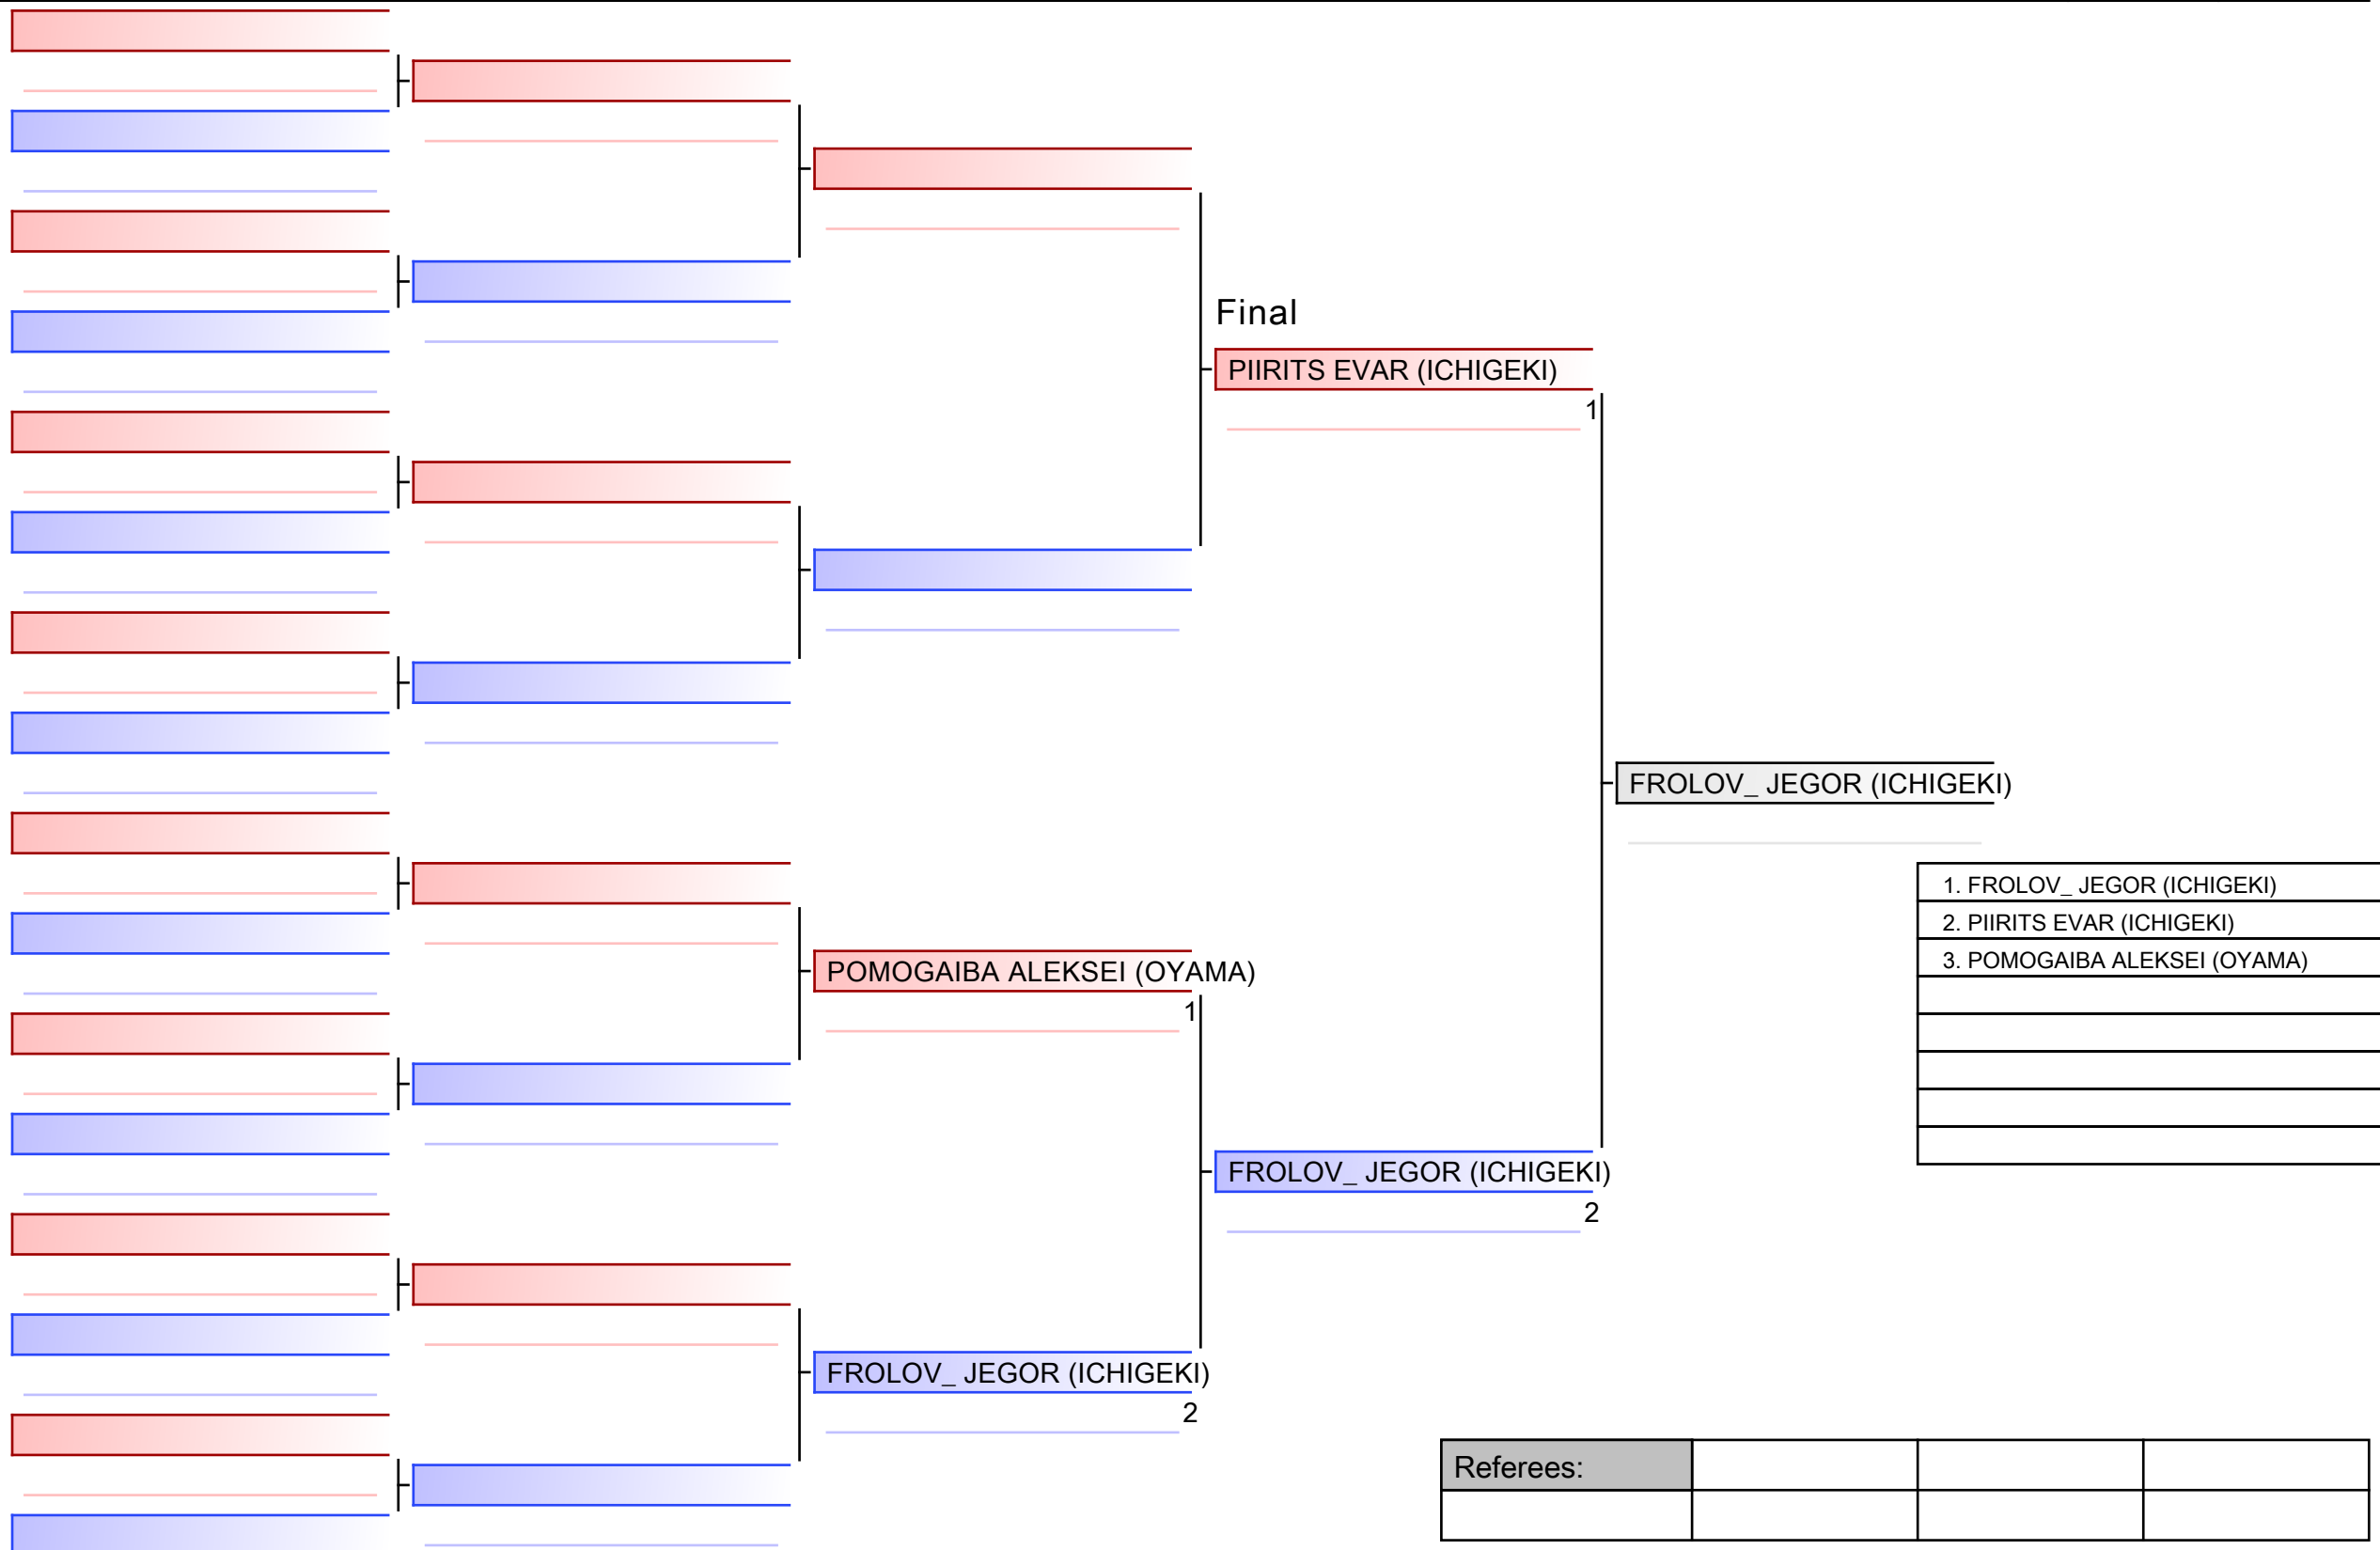 Final
PIIRITS EVAR (ICHIGEKI)
1
FROLOV_ JEGOR (ICHIGEKI)
1. FROLOV_ JEGOR (ICHIGEKI)
2. PIIRITS EVAR (ICHIGEKI)
3. POMOGAIBA ALEKSEI (OYAMA)
POMOGAIBA ALEKSEI (OYAMA)
1
FROLOV_ JEGOR (ICHIGEKI)
2
FROLOV_ JEGOR (ICHIGEKI)
2
Referees: